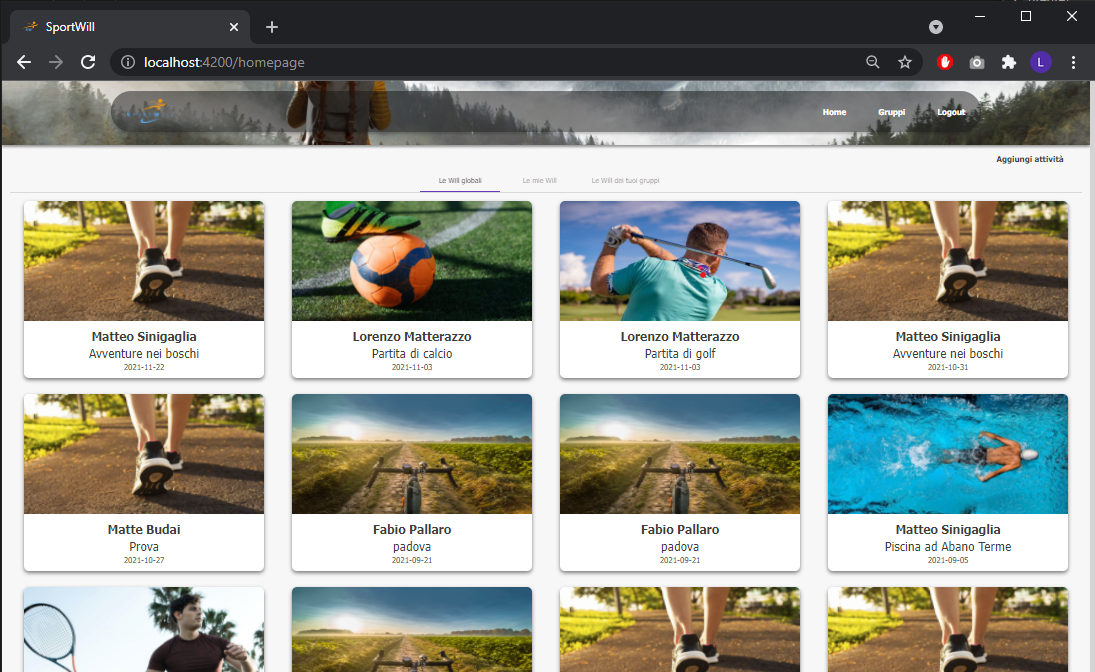 SportWill
localhost:4200/homepage
L
Home Gruppi Logout
Aggiungi attività
Le Will globali Le mie Will Le Will dei tuoi gruppi
Matteo Sinigaglia
Avventure nei boschi
2021-11-22
Lorenzo Matterazzo
Partita di calcio
2021-11-03
Lorenzo Matterazzo
Partita di golf
2021-11-03
Matteo Sinigaglia
Avventure nei boschi
2021-10-31
Matte Budai
Prova
2021-10-27
Fabio Pallaro
padova
2021-09-21
Fabio Pallaro
padova
2021-09-21
Matteo Sinigaglia
Piscina ad Abano Terme
2021-09-05